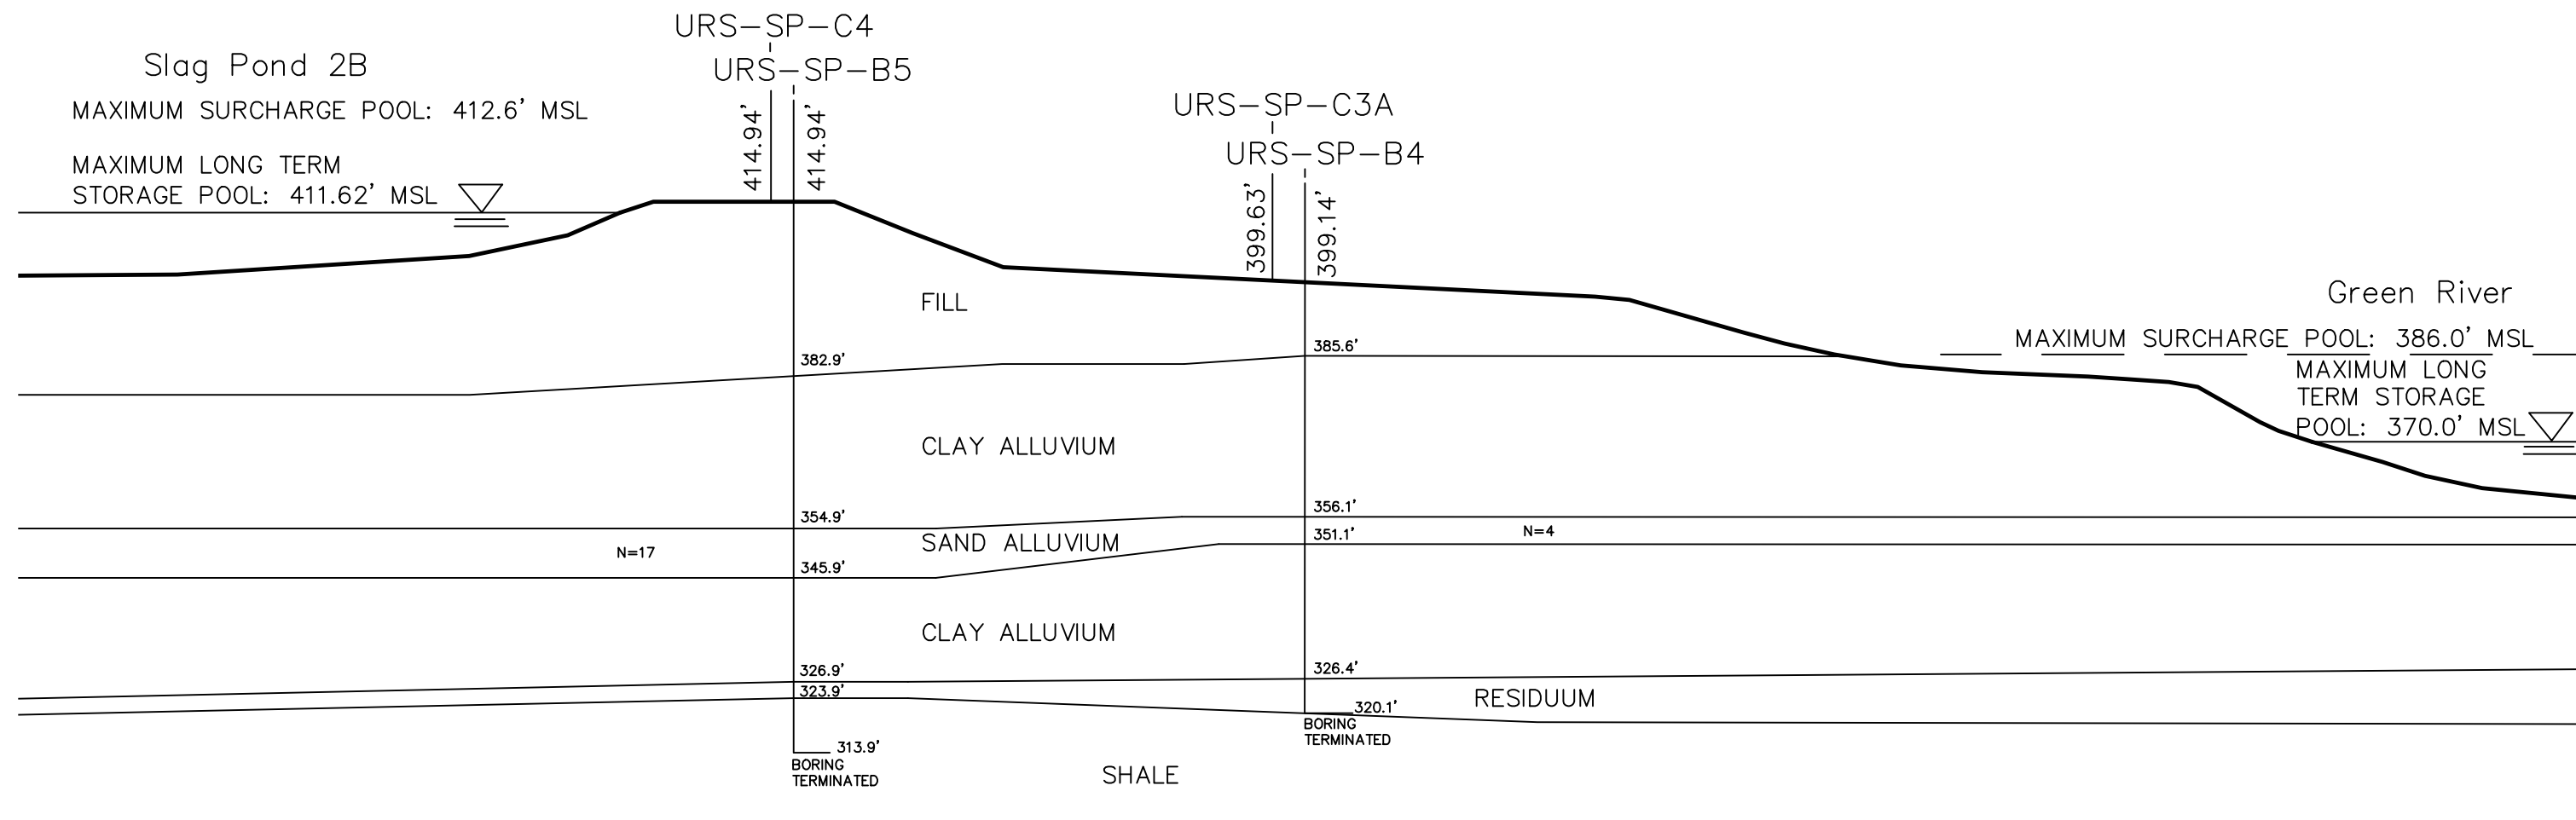 URS-SP-C4
Slag Pond 2B
URS-SP-B5
MAXIMUM SURCHARGE POOL: 412.6' MSL
MAXIMUM LONG TERM
STORAGE POOL: 411.62' MSL
414.94'
414.94'
URS-SP-C3A
URS-SP-B4
399.63'
399.14'
Green River
MAXIMUM SURCHARGE POOL: 386.0' MSL
MAXIMUM LONG
TERM STORAGE
POOL: 370.0' MSL
FILL
382.9'
385.6'
CLAY ALLUVIUM
354.9'
356.1'
N=17
SAND ALLUVIUM
351.1'
N=4
345.9'
CLAY ALLUVIUM
326.9'
326.4'
323.9'
RESIDUUM
320.1'
BORING
TERMINATED
313.9'
BORING
TERMINATED
SHALE